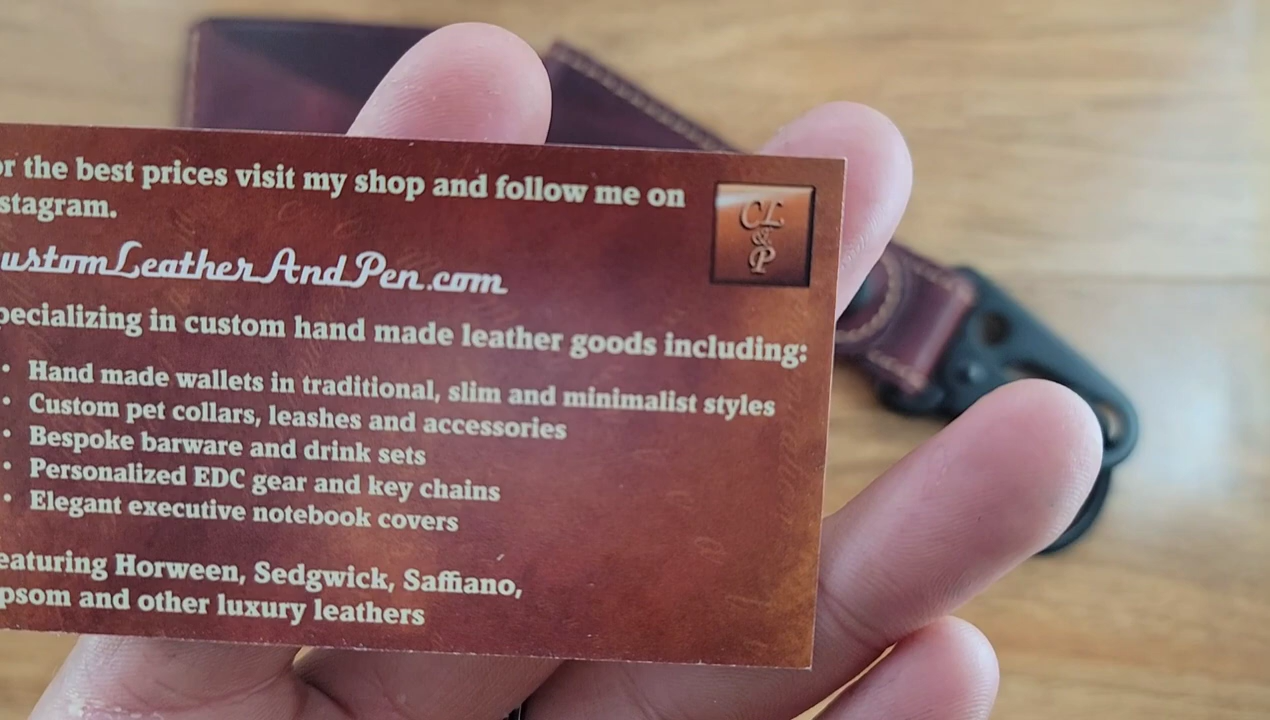 or the best prices visit my shop and follow me on
stagram.
ustomLeatherAndPen.com
pecializing in custom hand made leather goods including:
• Hand made wallets in traditional, slim and minimalist styles
• Custom pet collars, leashes and accessories
• Bespoke barware and drink sets
• Personalized EDC gear and key chains
• Elegant executive notebook covers
eaturing Horween, Sedgwick, Saffiano,
psom and other luxury leathers
CL
&
P